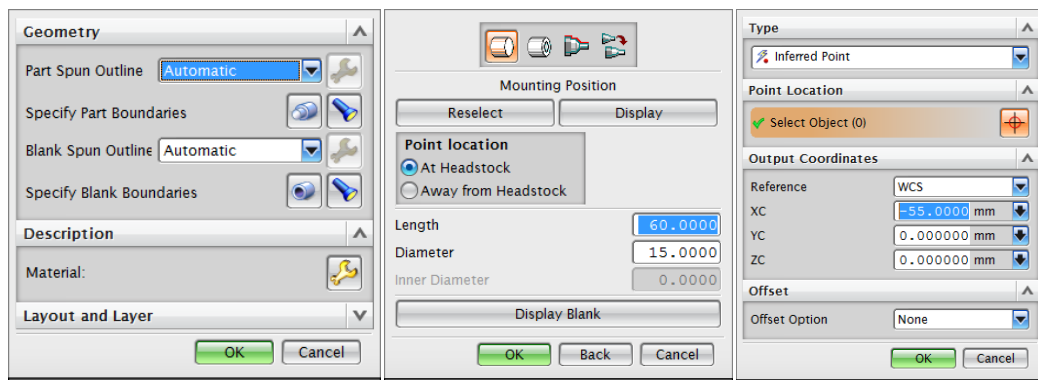 Geometry
Part Spun Outline Automatic
Specify Part Boundaries
Blank Spun Outline Automatic
Specify Blank Boundaries
Description
Material:
Layout and Layer
OK Cancel
Mounting Position
Reselect Display
Point location
At Headstock
Away from Headstock
Length 60.0000
Diameter 15.0000
Inner Diameter 0.0000
Display Blank
OK Back Cancel
Type
Inferred Point
Point Location
Select Object (0)
Output Coordinates
Reference WCS
XC -55.0000 mm
YC 0.000000 mm
ZC 0.000000 mm
Offset
Offset Option None
OK Cancel